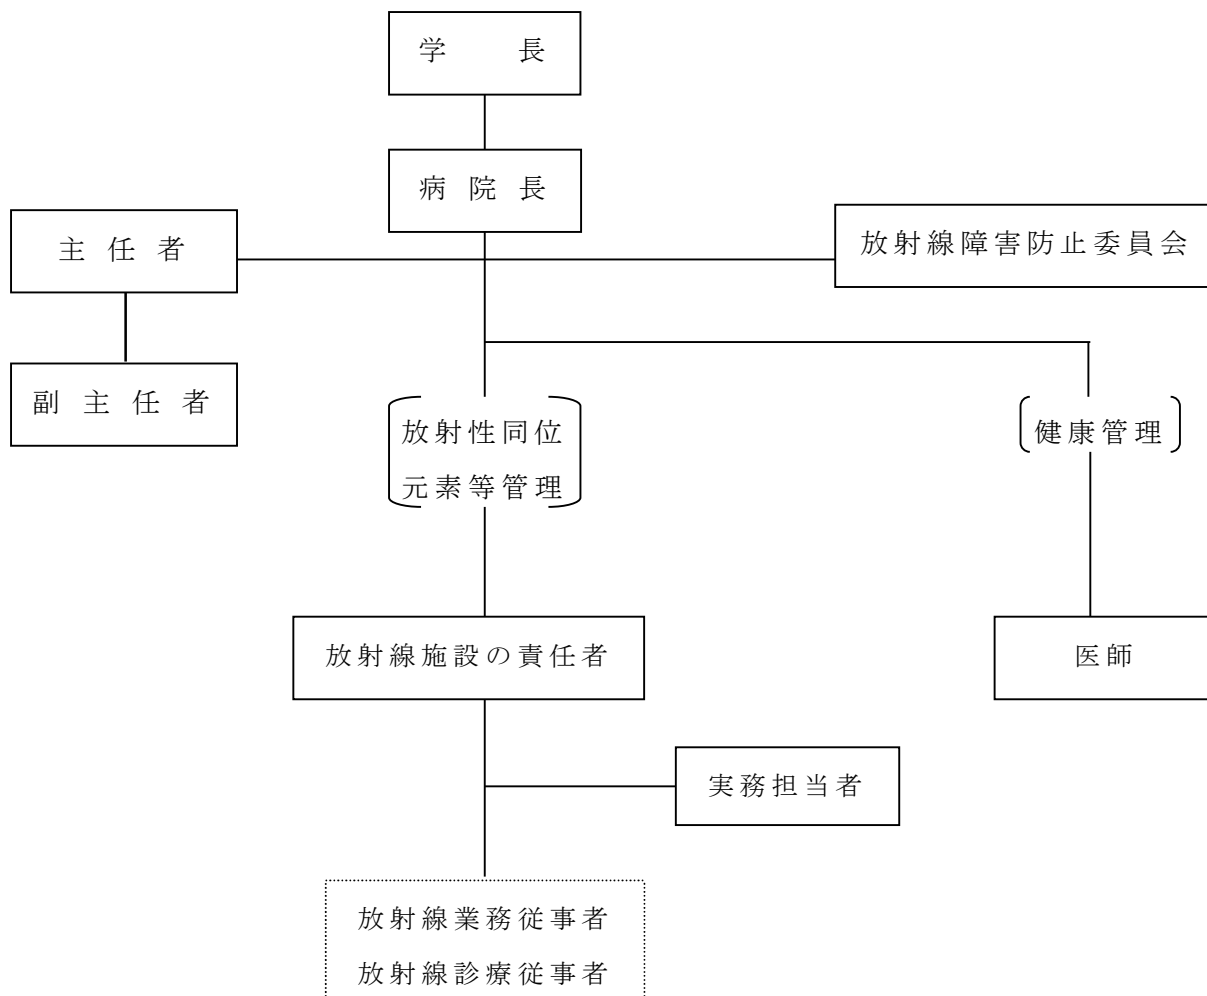 学長
病院長
主任者
放射線障害防止委員会
副主任者
放射性同位
元素等管理
健康管理
放射線施設の責任者
医師
実務担当者
放射線業務従事者
放射線診療従事者